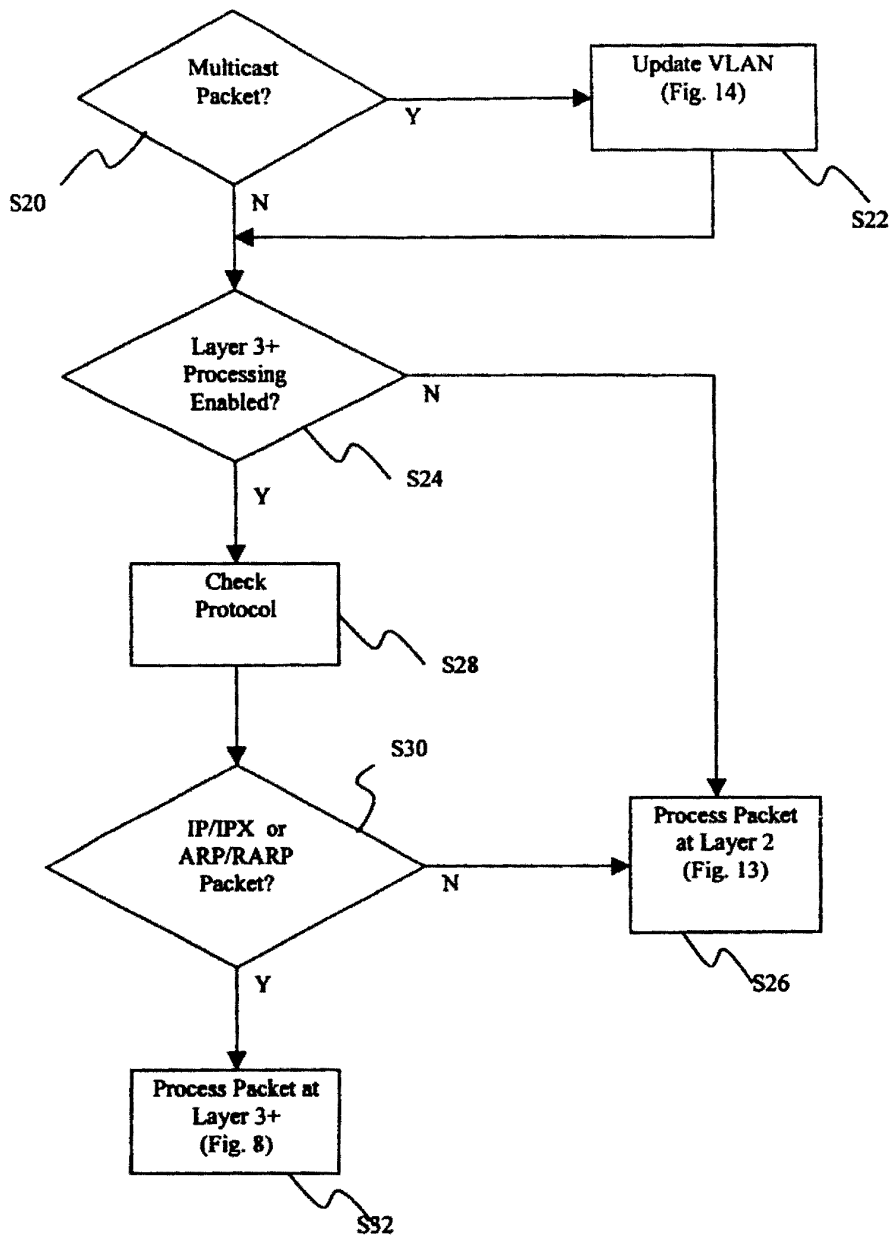 Multicast
Packet?
Y
Update VLAN
(Fig. 14)
S20
N
S22
Layer 3+
Processing
Enabled?
N
S24
Y
Check
Protocol
S28
S30
IP/IPX or
ARP/RARP
Packet?
N
Process Packet
at Layer 2
(Fig. 13)
S26
Y
Process Packet at
Layer 3+
(Fig. 8)
S32